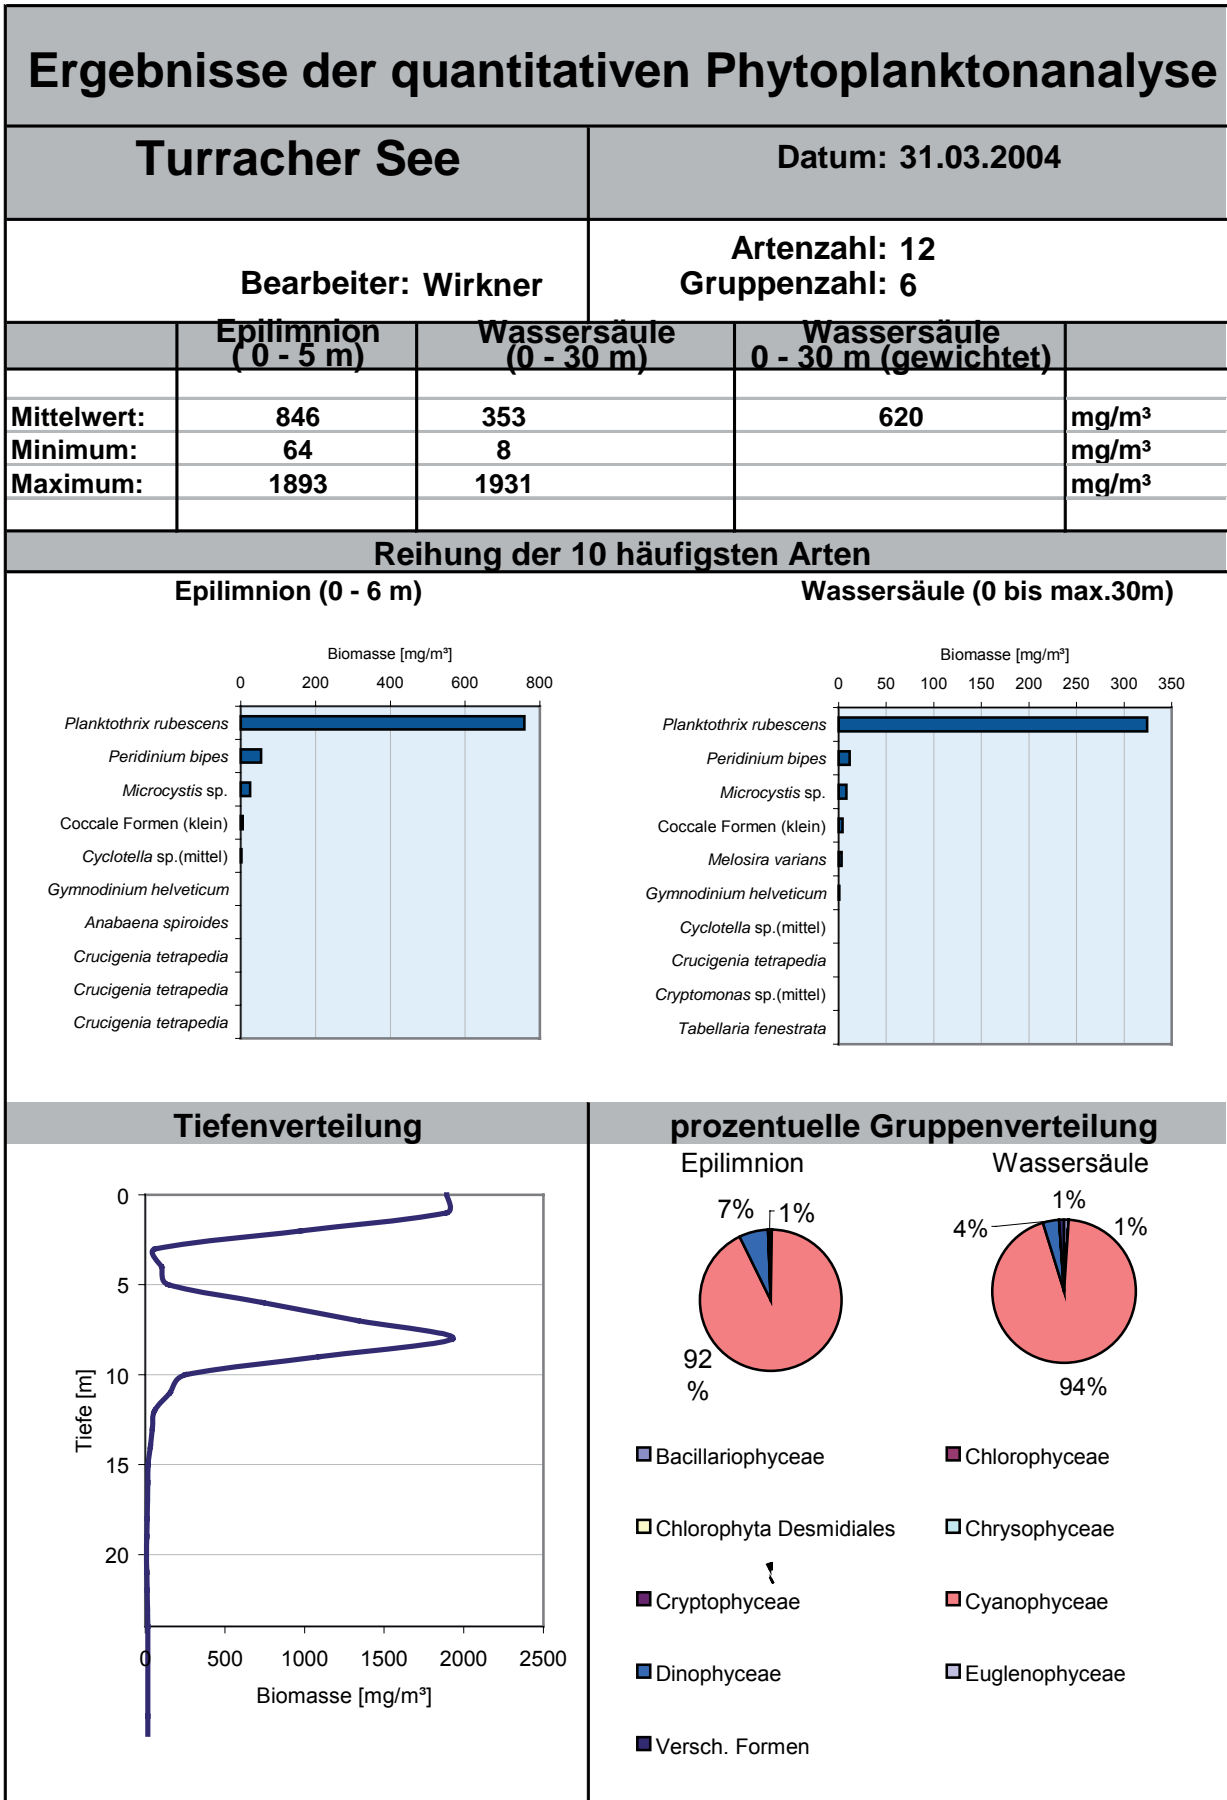 Ergebnisse der quantitativen Phytoplanktonanalyse
Turracher See
Datum: 31.03.2004
Bearbeiter: Wirkner
Artenzahl: 12
Gruppenzahl: 6
Epilimnion
( 0 - 5 m)
Wassersäule
(0 - 30 m)
Wassersäule
0 - 30 m (gewichtet)
Mittelwert: 846 353 620 mg/m³
Minimum: 64 8 mg/m³
Maximum: 1893 1931 mg/m³
Reihung der 10 häufigsten Arten
Epilimnion (0 - 6 m)
Biomasse [mg/m³]
0 200 400 600 800
Planktothrix rubescens
Peridinium bipes
Microcystis sp.
Coccale Formen (klein)
Cyclotella sp.(mittel)
Gymnodinium helveticum
Anabaena spiroides
Crucigenia tetrapedia
Crucigenia tetrapedia
Crucigenia tetrapedia
Wassersäule (0 bis max.30m)
Biomasse [mg/m³]
0 50 100 150 200 250 300 350
Planktothrix rubescens
Peridinium bipes
Microcystis sp.
Coccale Formen (klein)
Melosira varians
Gymnodinium helveticum
Cyclotella sp.(mittel)
Crucigenia tetrapedia
Cryptomonas sp.(mittel)
Tabellaria fenestrata
Tiefenverteilung
0
5
10
15
20
Tiefe [m]
0 500 1000 1500 2000 2500
Biomasse [mg/m³]
prozentuelle Gruppenverteilung
Epilimnion
7%
1%
92
%
Wassersäule
1%
4%
1%
94%
Bacillariophyceae
Chlorophyceae
Chlorophyta Desmidiales
Chrysophyceae
Cryptophyceae
Cyanophyceae
Dinophyceae
Euglenophyceae
Versch. Formen